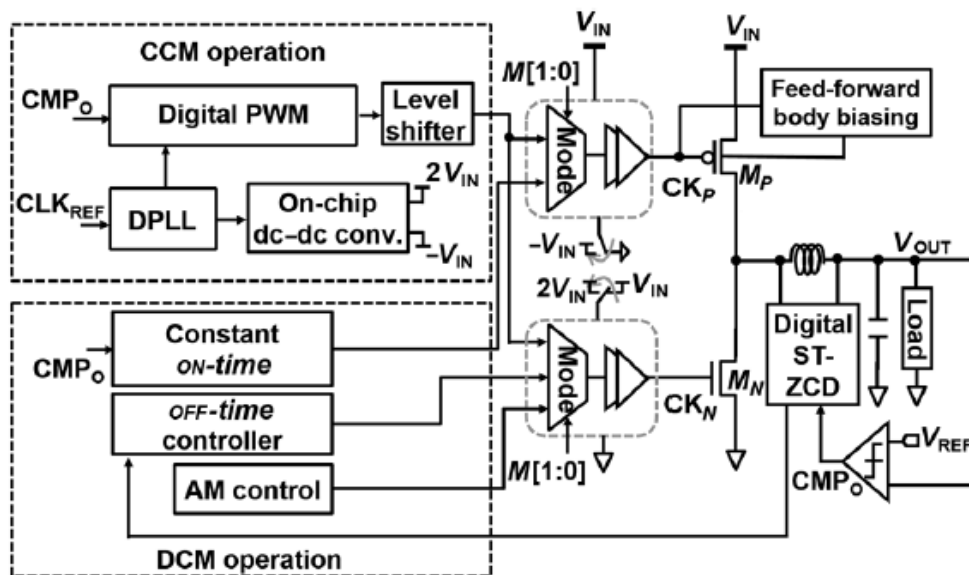 CCM operation
CMPO
Digital PWM
Level
shifter
CLKREF
DPLL
On-chip
dc–dc conv.
2VIN
–VIN
VIN
M[1:0]
Mode
CKP
MP
VIN
Feed-forward
body biasing
–VIN
2VIN
VIN
VOUT
Digital
ST-
ZCD
Load
Constant
ON-time
CMPO
OFF-time
controller
AM control
DCM operation
Mode
M[1:0]
CKN
MN
VREF
CMPO